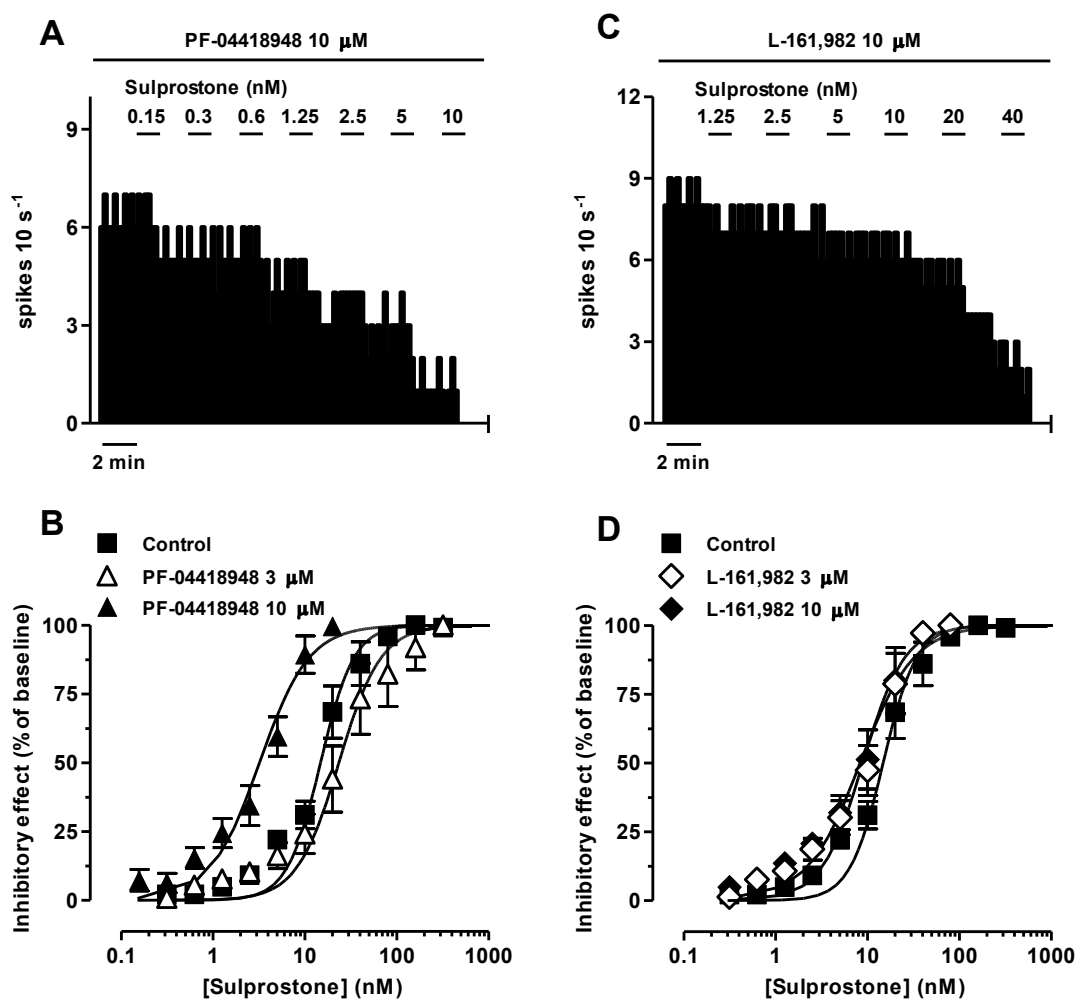 A
PF-04418948 10 μM
Sulprostone (nM)
0.15 0.3 0.6 1.25 2.5 5 10
9
6
3
0
spikes 10 s-1
2 min
C
L-161,982 10 μM
Sulprostone (nM)
1.25 2.5 5 10 20 40
12
9
6
3
0
spikes 10 s-1
2 min
B
Control
PF-04418948 3 μM
PF-04418948 10 μM
100
75
50
25
0
Inhibitory effect (% of baseline)
0.1 1 10 100 1000
[Sulprostone] (nM)
D
Control
L-161,982 3 μM
L-161,982 10 μM
100
75
50
25
0
Inhibitory effect (% of baseline)
0.1 1 10 100 1000
[Sulprostone] (nM)